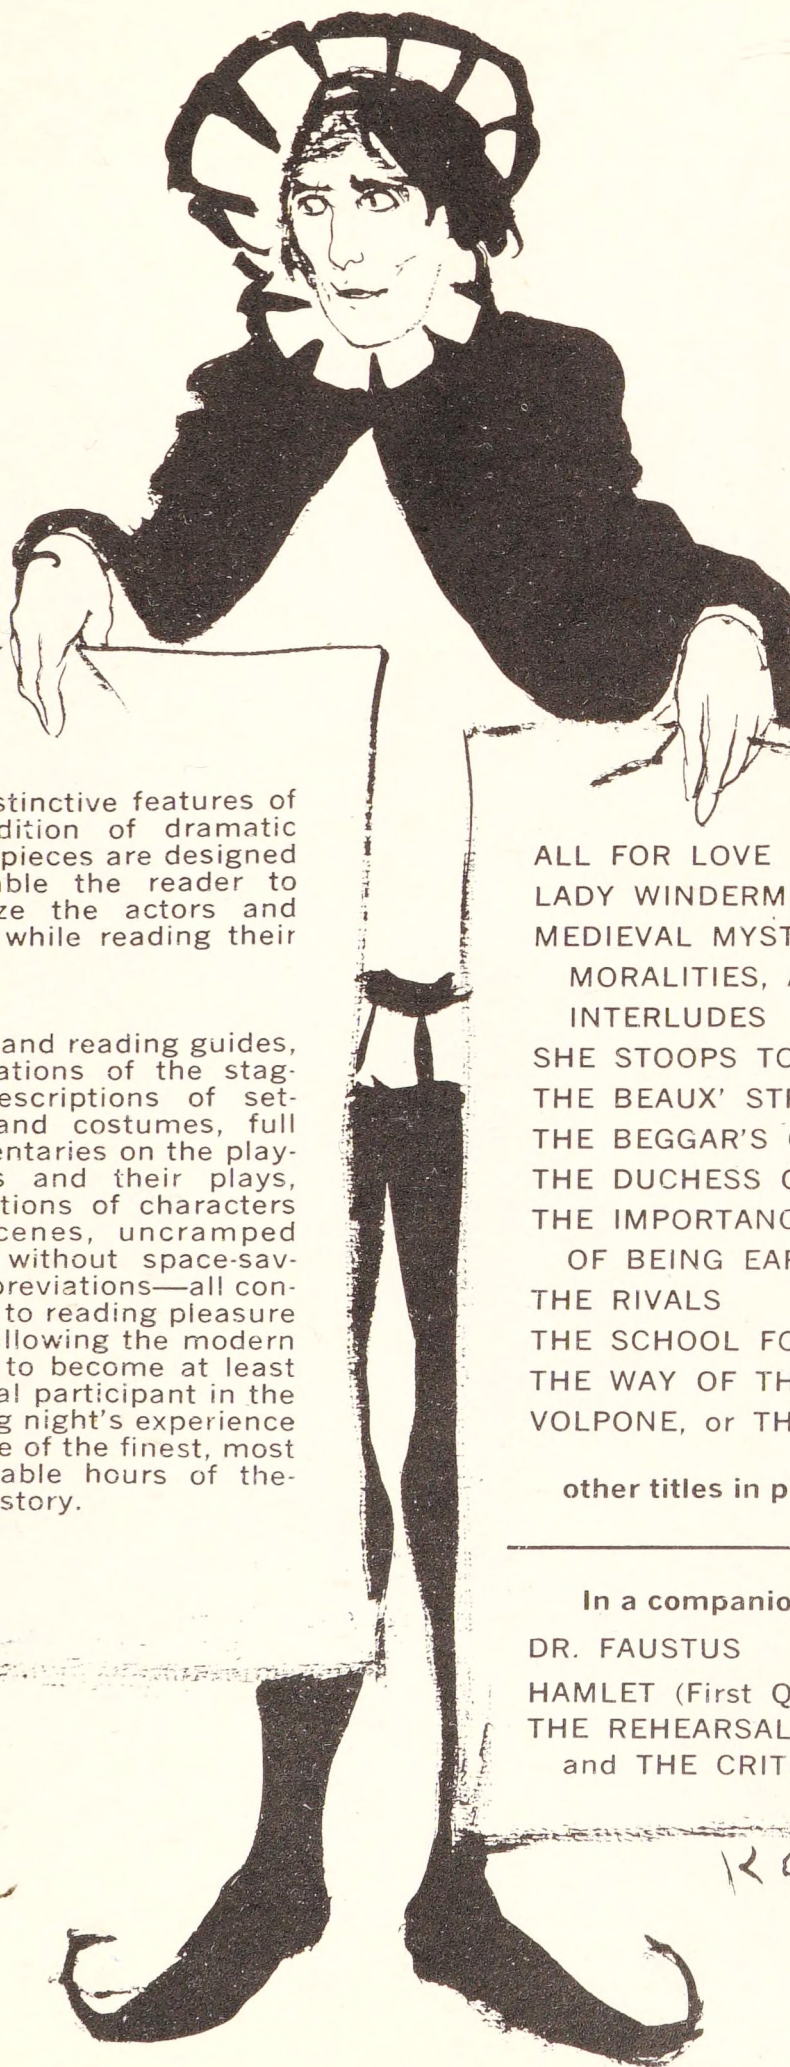 stinctive features of
dition of dramatic
pieces are designed
ble the reader to
ze the actors and
while reading their
and reading guides,
ations of the stag-
escriptions of set-
and costumes, full
entaries on the play-
s and their plays,
tions of characters
cenes, uncramped
without space-sav-
breviations—all con-
to reading pleasure
llowing the modern
to become at least
al participant in the
g night's experience
e of the finest, most
able hours of the-
story.
ALL FOR LOVE
LADY WINDERM
MEDIEVAL MYST
MORALITIES,
INTERLUDES
SHE STOOPS TO
THE BEAUX' STR
THE BEGGAR'S
THE DUCHESS O
THE IMPORTANC
OF BEING EAR
THE RIVALS
THE SCHOOL FO
THE WAY OF TH
VOLPONE, or TH
other titles in p
In a companio
DR. FAUSTUS
HAMLET (First Q
THE REHEARSAL
and THE CRIT